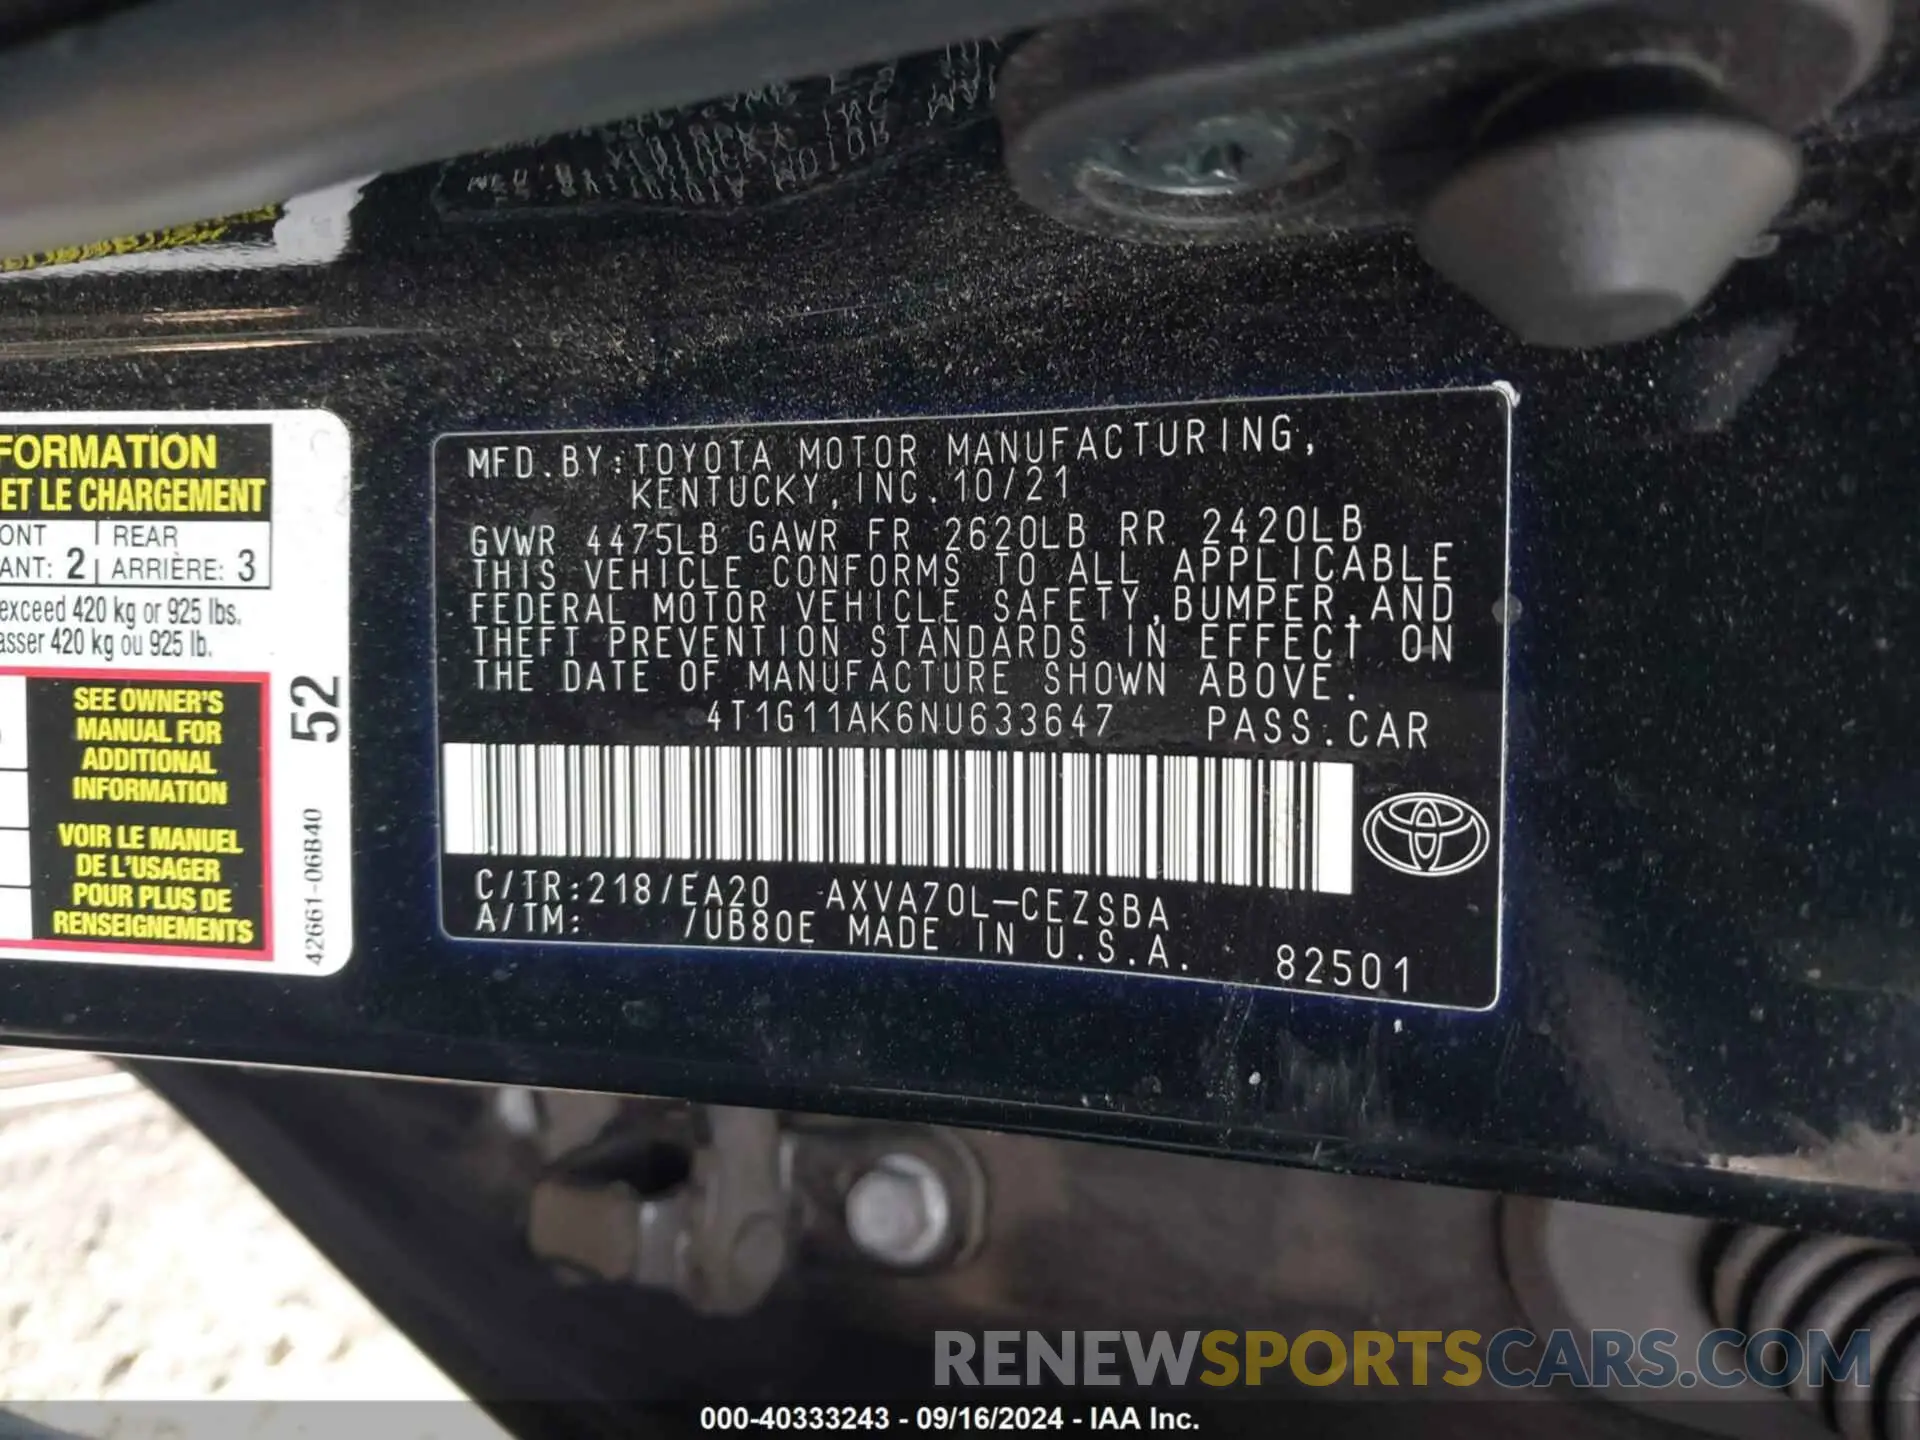 FORMATION
ET LE CHARGEMENT
ONT REAR
ANT: 2 ARRIÈRE: 3
exceed 420 kg or 925 lbs.
asser 420 kg ou 925 lb.
SEE OWNER'S
MANUAL FOR
ADDITIONAL
INFORMATION
VOIR LE MANUEL
DE L'USAGER
POUR PLUS DE
RENSEIGNEMENTS
52
42661-06B40
MFD.BY:TOYOTA MOTOR MANUFACTURING,
KENTUCKY,INC. 10/21
GVWR 4475LB GAWR FR 2620LB RR 2420LB
THIS VEHICLE CONFORMS TO ALL APPLICABLE
FEDERAL MOTOR VEHICLE SAFETY,BUMPER,AND
THEFT PREVENTION STANDARDS IN EFFECT ON
THE DATE OF MANUFACTURE SHOWN ABOVE.
4T1G11AK6NU633647 PASS.CAR
C/TR:218/EA20 AXVA70L-CEZSBA
A/TM: /UB80E MADE IN U.S.A.
82501
RENEWSPORTSCARS.COM
000-40333243 - 09/16/2024 - IAA Inc.